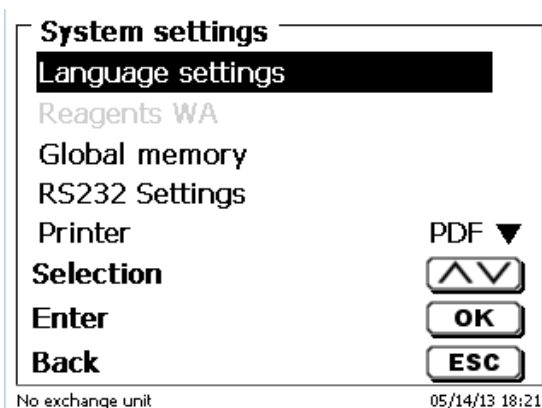 System settings
Language settings
Reagents WA
Global memory
RS232 Settings
Printer PDF ▼
Selection
Enter OK
Back ESC
No exchange unit 05/14/13 18:21